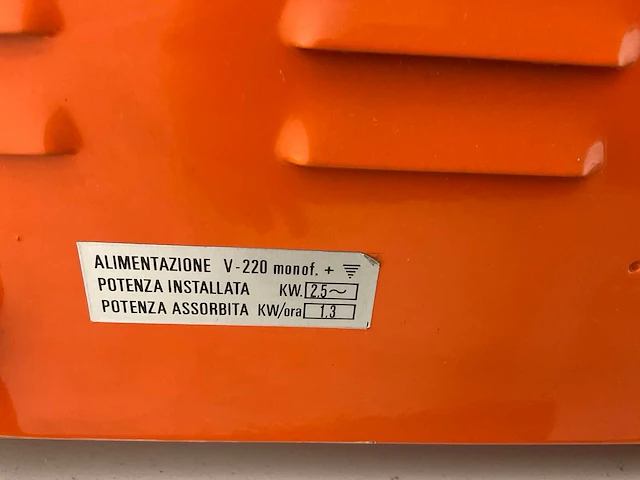 ALIMENTAZIONE V-220 monof. + ⏚
POTENZA INSTALLATA KW. 2.5~
POTENZA ASSORBITA KW/ora 1.3